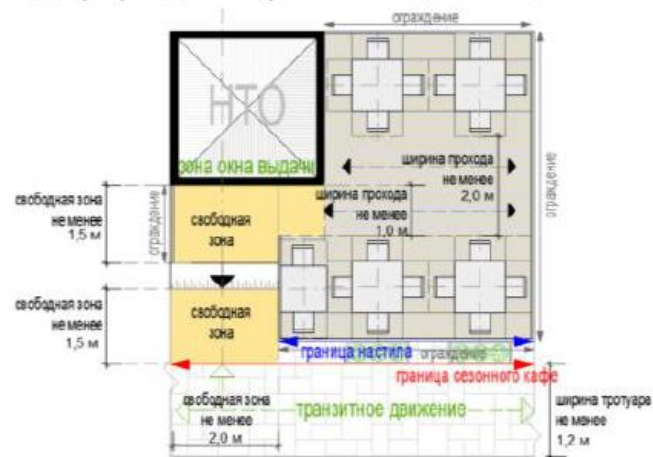 ограждение
НТО
зона окна выдачи
ширина прохода
не менее
2,0 м
ограждение
свободная зона
не менее
1,5 м
ограждение
свободная
зона
ширина прохода
не менее
1,0 м
свободная зона
не менее
1,5 м
свободная
зона
граница настила
ограждение
граница сезонного кафе
свободная зона
не менее
2,0 м
транзитное движение
ширина тротуара
не менее
1,2 м